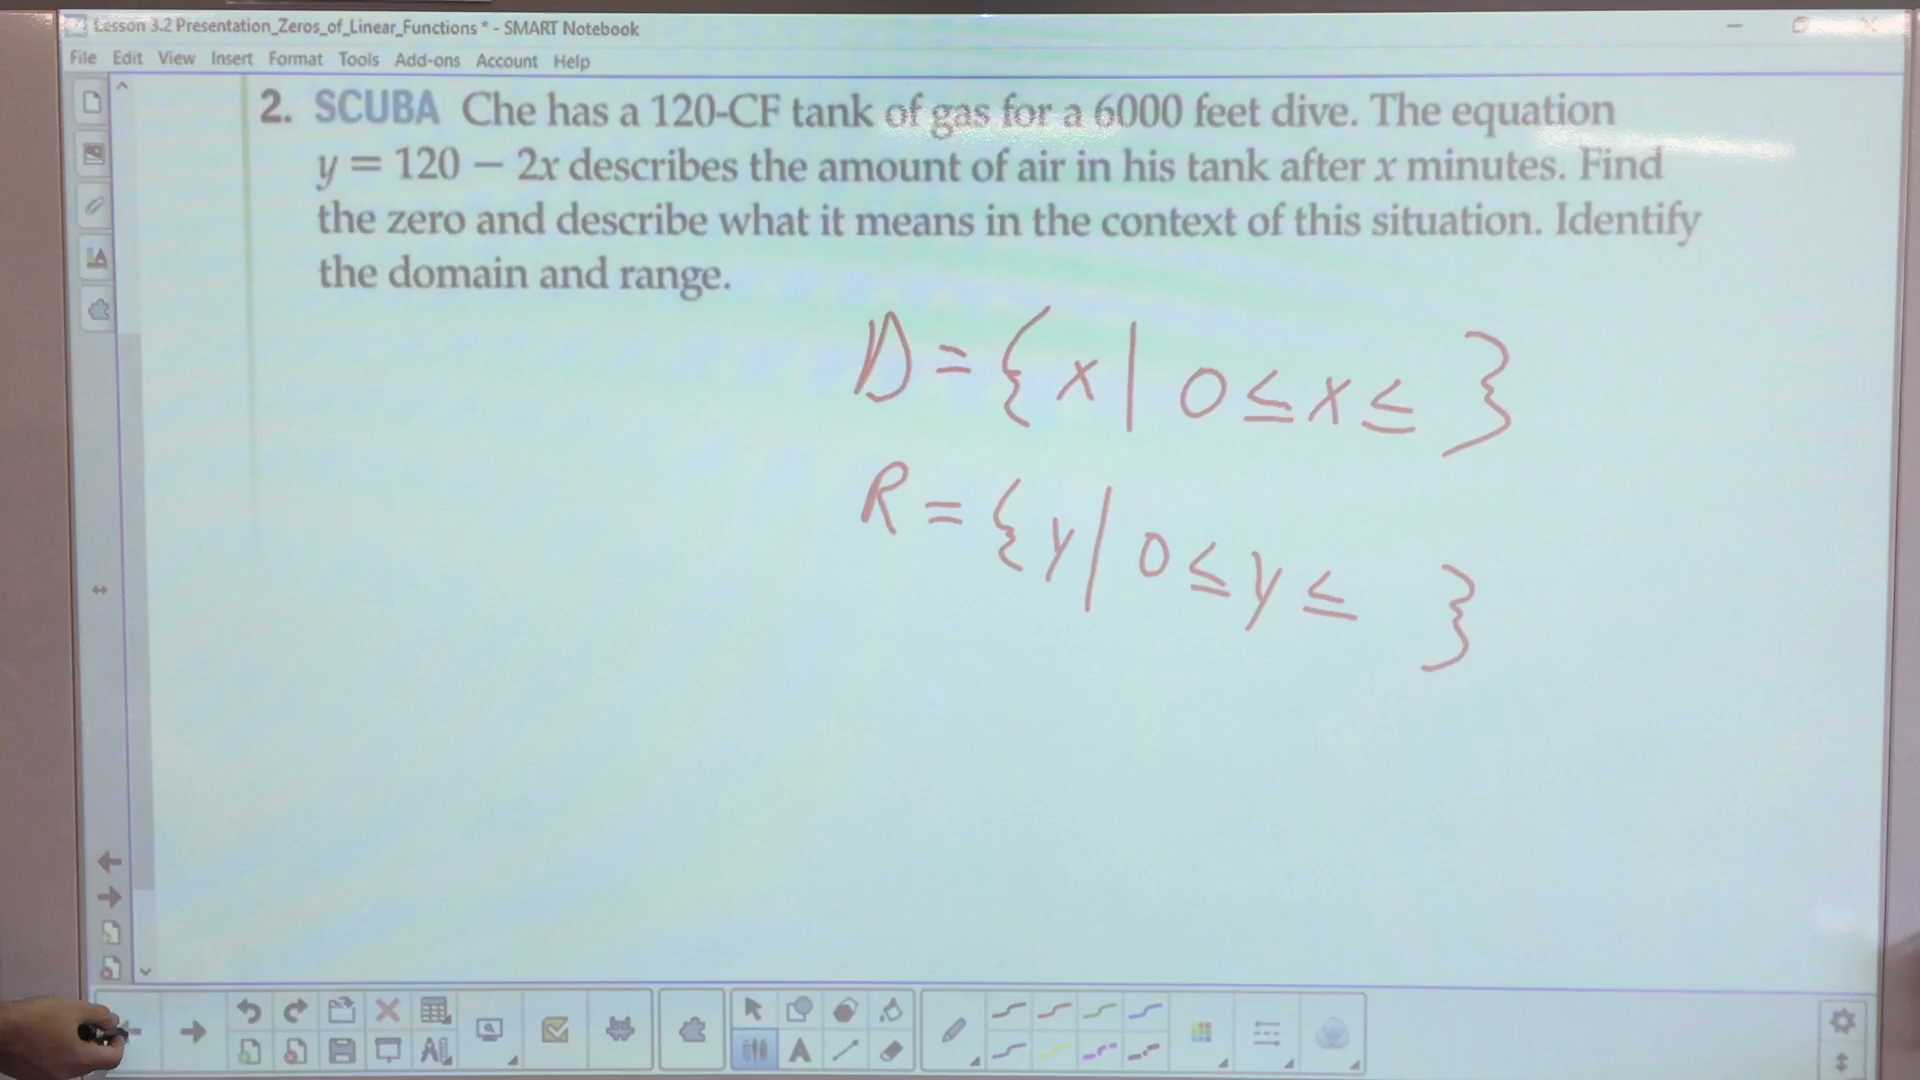 Lesson 3.2 Presentation_Zeros_of_Linear_Functions * - SMART Notebook
File Edit View Insert Format Tools Add-ons Account Help
2. SCUBA Che has a 120-CF tank of gas for a 6000 feet dive. The equation
y = 120 − 2x describes the amount of air in his tank after x minutes. Find
the zero and describe what it means in the context of this situation. Identify
the domain and range.
D = { x | 0 ≤ x ≤ }
R = { y | 0 ≤ y ≤ }